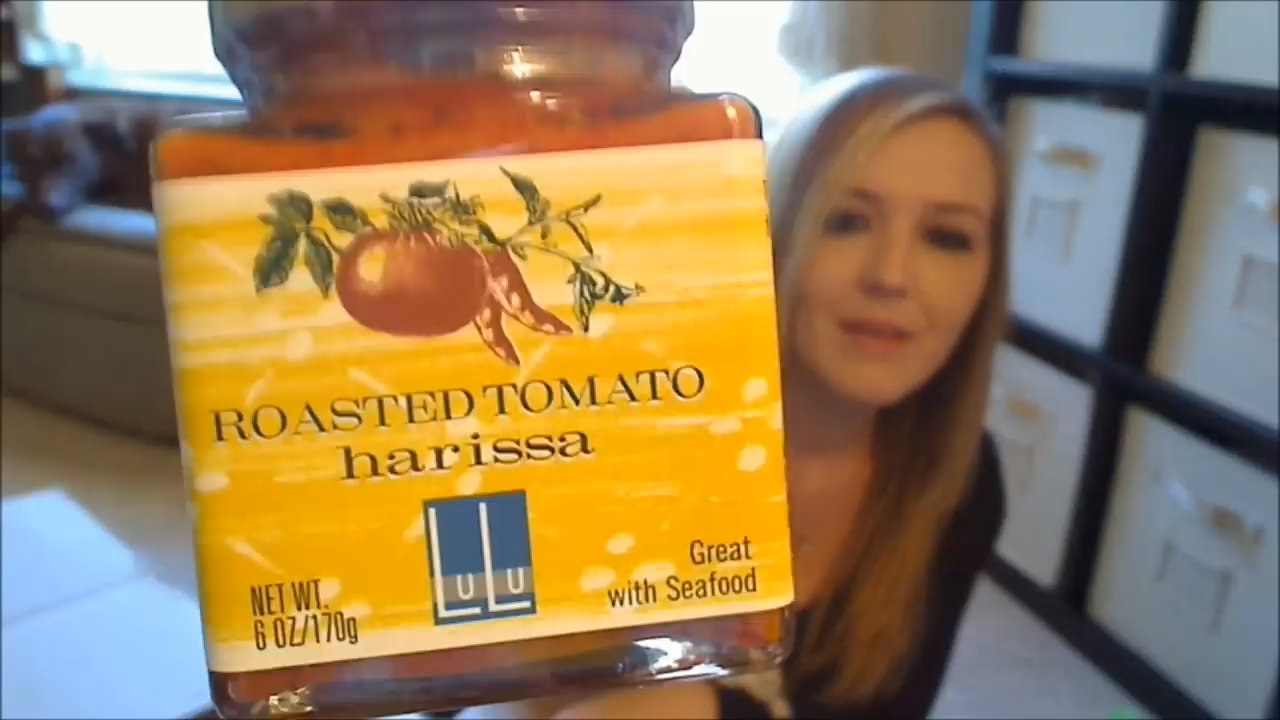 ROASTED TOMATO
harissa
LULU
NET WT.
6 OZ/170g
Great
with Seafood